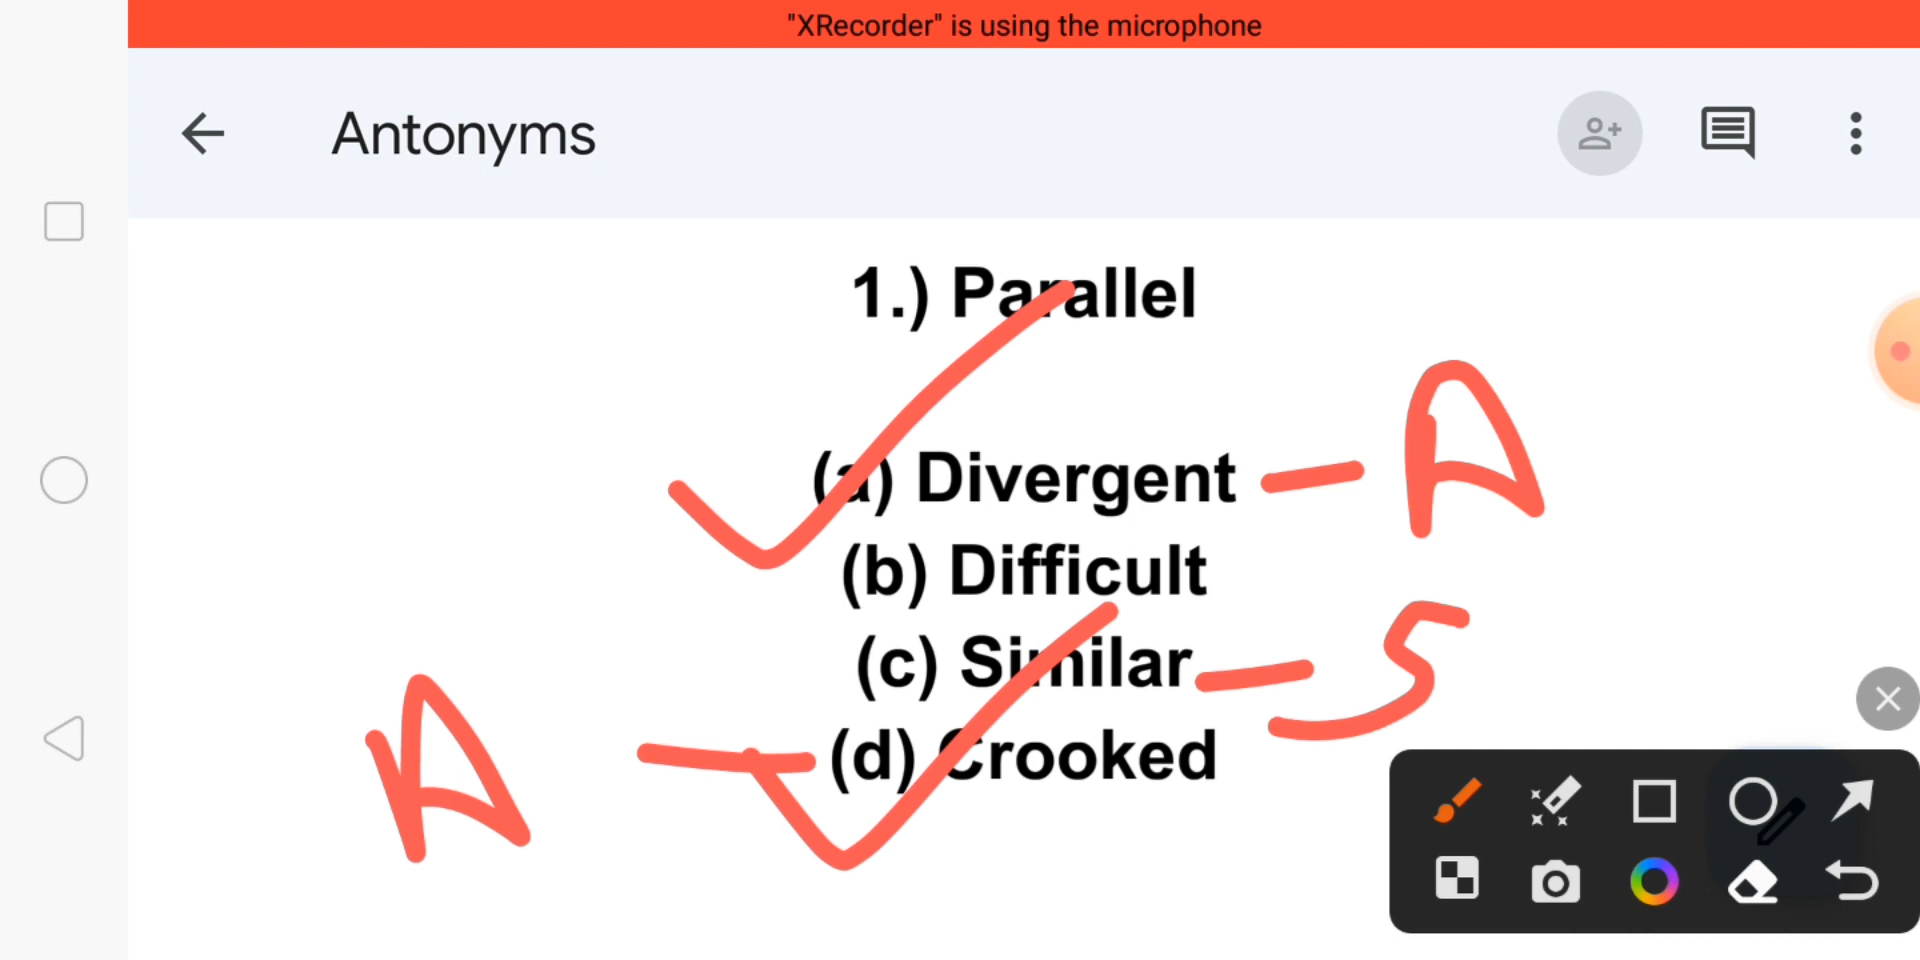 "XRecorder" is using the microphone
Antonyms
1.) Parallel
(a) Divergent - A
(b) Difficult
(c) Similar - S
A - (d) Crooked